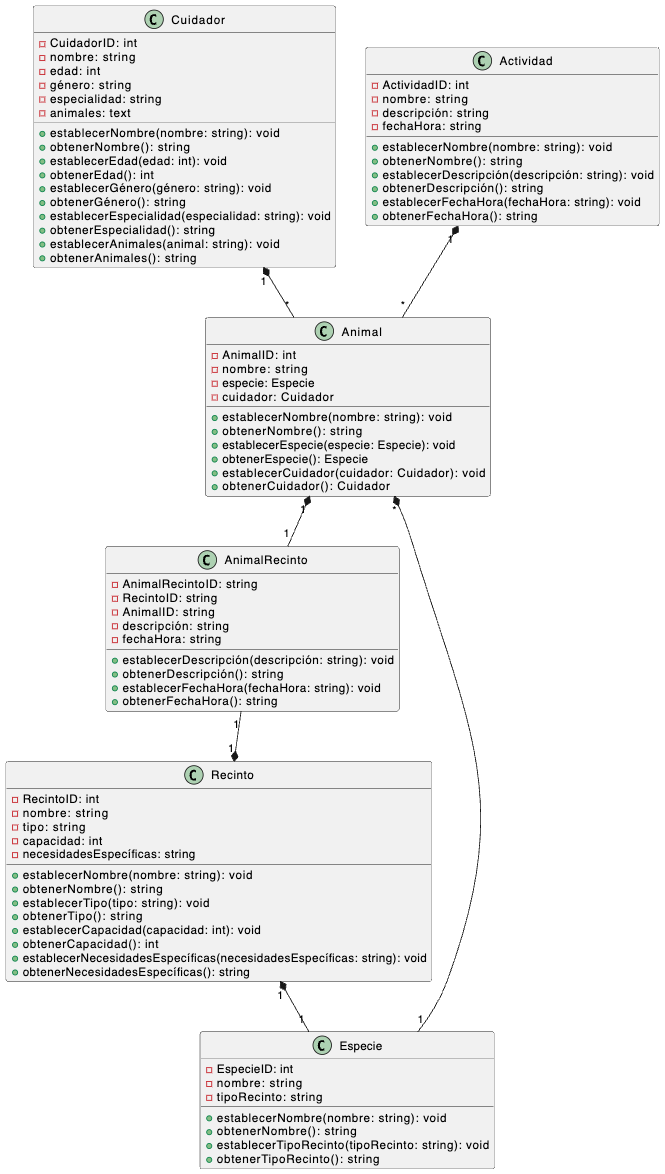 C Cuidador
CuidadorID: int
nombre: string
edad: int
género: string
especialidad: string
animales: text
establecerNombre(nombre: string): void
obtenerNombre(): string
establecerEdad(edad: int): void
obtenerEdad(): int
establecerGénero(género: string): void
obtenerGénero(): string
establecerEspecialidad(especialidad: string): void
obtenerEspecialidad(): string
establecerAnimales(animal: string): void
obtenerAnimales(): string
C Actividad
ActividadID: int
nombre: string
descripción: string
fechaHora: string
establecerNombre(nombre: string): void
obtenerNombre(): string
establecerDescripción(descripción: string): void
obtenerDescripción(): string
establecerFechaHora(fechaHora: string): void
obtenerFechaHora(): string
1
1
*
*
C Animal
AnimalID: int
nombre: string
especie: Especie
cuidador: Cuidador
establecerNombre(nombre: string): void
obtenerNombre(): string
establecerEspecie(especie: Especie): void
obtenerEspecie(): Especie
establecerCuidador(cuidador: Cuidador): void
obtenerCuidador(): Cuidador
1
*
1
C AnimalRecinto
AnimalRecintoID: string
RecintoID: string
AnimalID: string
descripción: string
fechaHora: string
establecerDescripción(descripción: string): void
obtenerDescripción(): string
establecerFechaHora(fechaHora: string): void
obtenerFechaHora(): string
1
1
C Recinto
RecintoID: int
nombre: string
tipo: string
capacidad: int
necesidadesEspecíficas: string
establecerNombre(nombre: string): void
obtenerNombre(): string
establecerTipo(tipo: string): void
obtenerTipo(): string
establecerCapacidad(capacidad: int): void
obtenerCapacidad(): int
establecerNecesidadesEspecíficas(necesidadesEspecíficas: string): void
obtenerNecesidadesEspecíficas(): string
1
1
1
C Especie
EspecieID: int
nombre: string
tipoRecinto: string
establecerNombre(nombre: string): void
obtenerNombre(): string
establecerTipoRecinto(tipoRecinto: string): void
obtenerTipoRecinto(): string